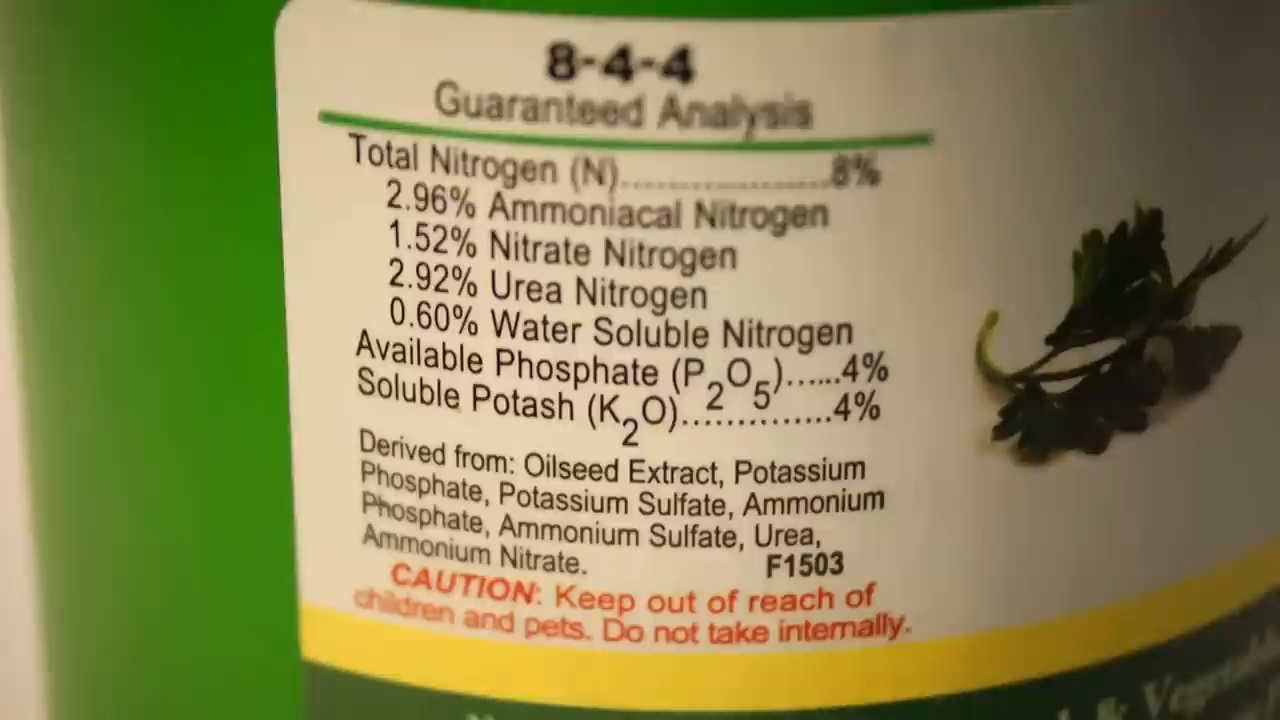 8-4-4
Guaranteed Analysis
Total Nitrogen (N)....................8%
2.96% Ammoniacal Nitrogen
1.52% Nitrate Nitrogen
2.92% Urea Nitrogen
0.60% Water Soluble Nitrogen
Available Phosphate (P2O5)......4%
Soluble Potash (K2O)...............4%
Derived from: Oilseed Extract, Potassium
Phosphate, Potassium Sulfate, Ammonium
Phosphate, Ammonium Sulfate, Urea,
Ammonium Nitrate. F1503
CAUTION: Keep out of reach of
children and pets. Do not take internally.
&